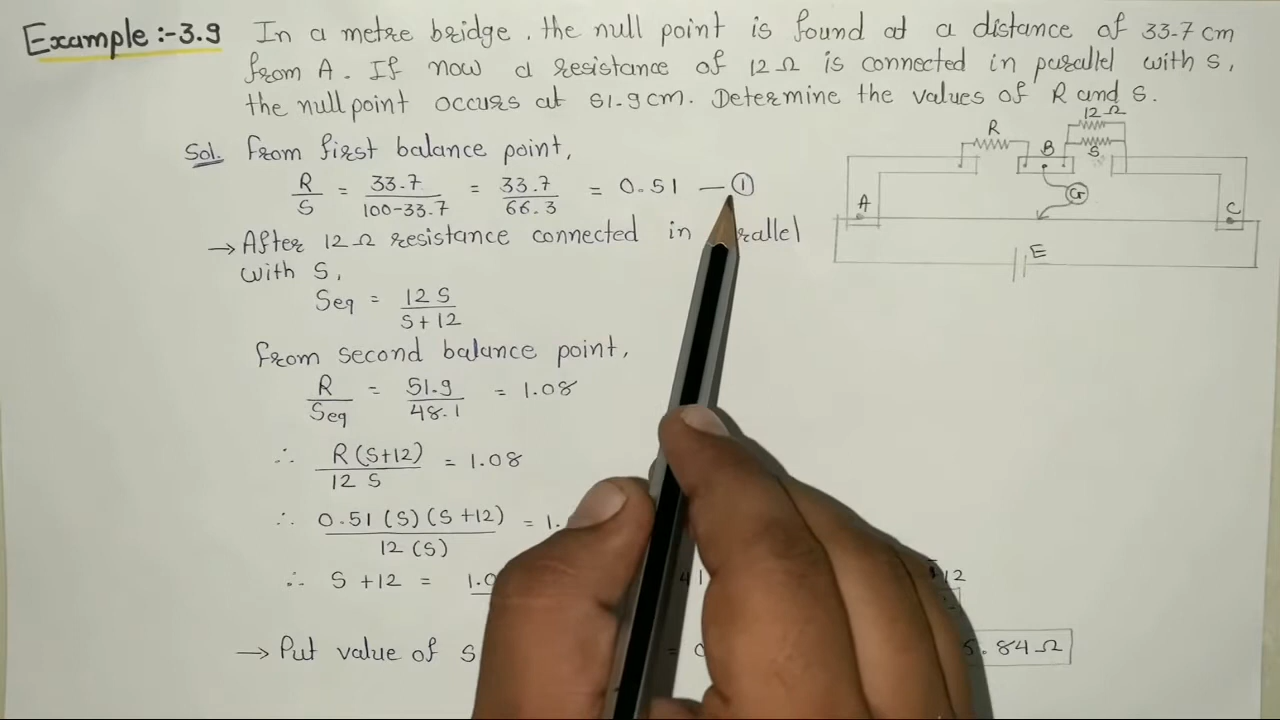 Example :- 3.9 In a metre bridge, the null point is found at a distance of 33.7 cm
from A. If now a resistance of 12 Ω is connected in parallel with S,
the null point occurs at 51.9 cm. Determine the values of R and S.
Sol. From first balance point,
R/S = 33.7/100-33.7 = 33.7/66.3 = 0.51 — ①
→ After 12 Ω resistance connected in
with S,
Seq = 12 S/S+12
From second balance point,
R/Seq = 51.9/48.1 = 1.08
∴ R(S+12)/12 S = 1.08
∴ 0.51 (S) (S+12)/12 (S) = 1.
∴ S + 12 =
12
→ Put value of S
5.84 Ω
12 Ω
R
B
S
G
A
C
E